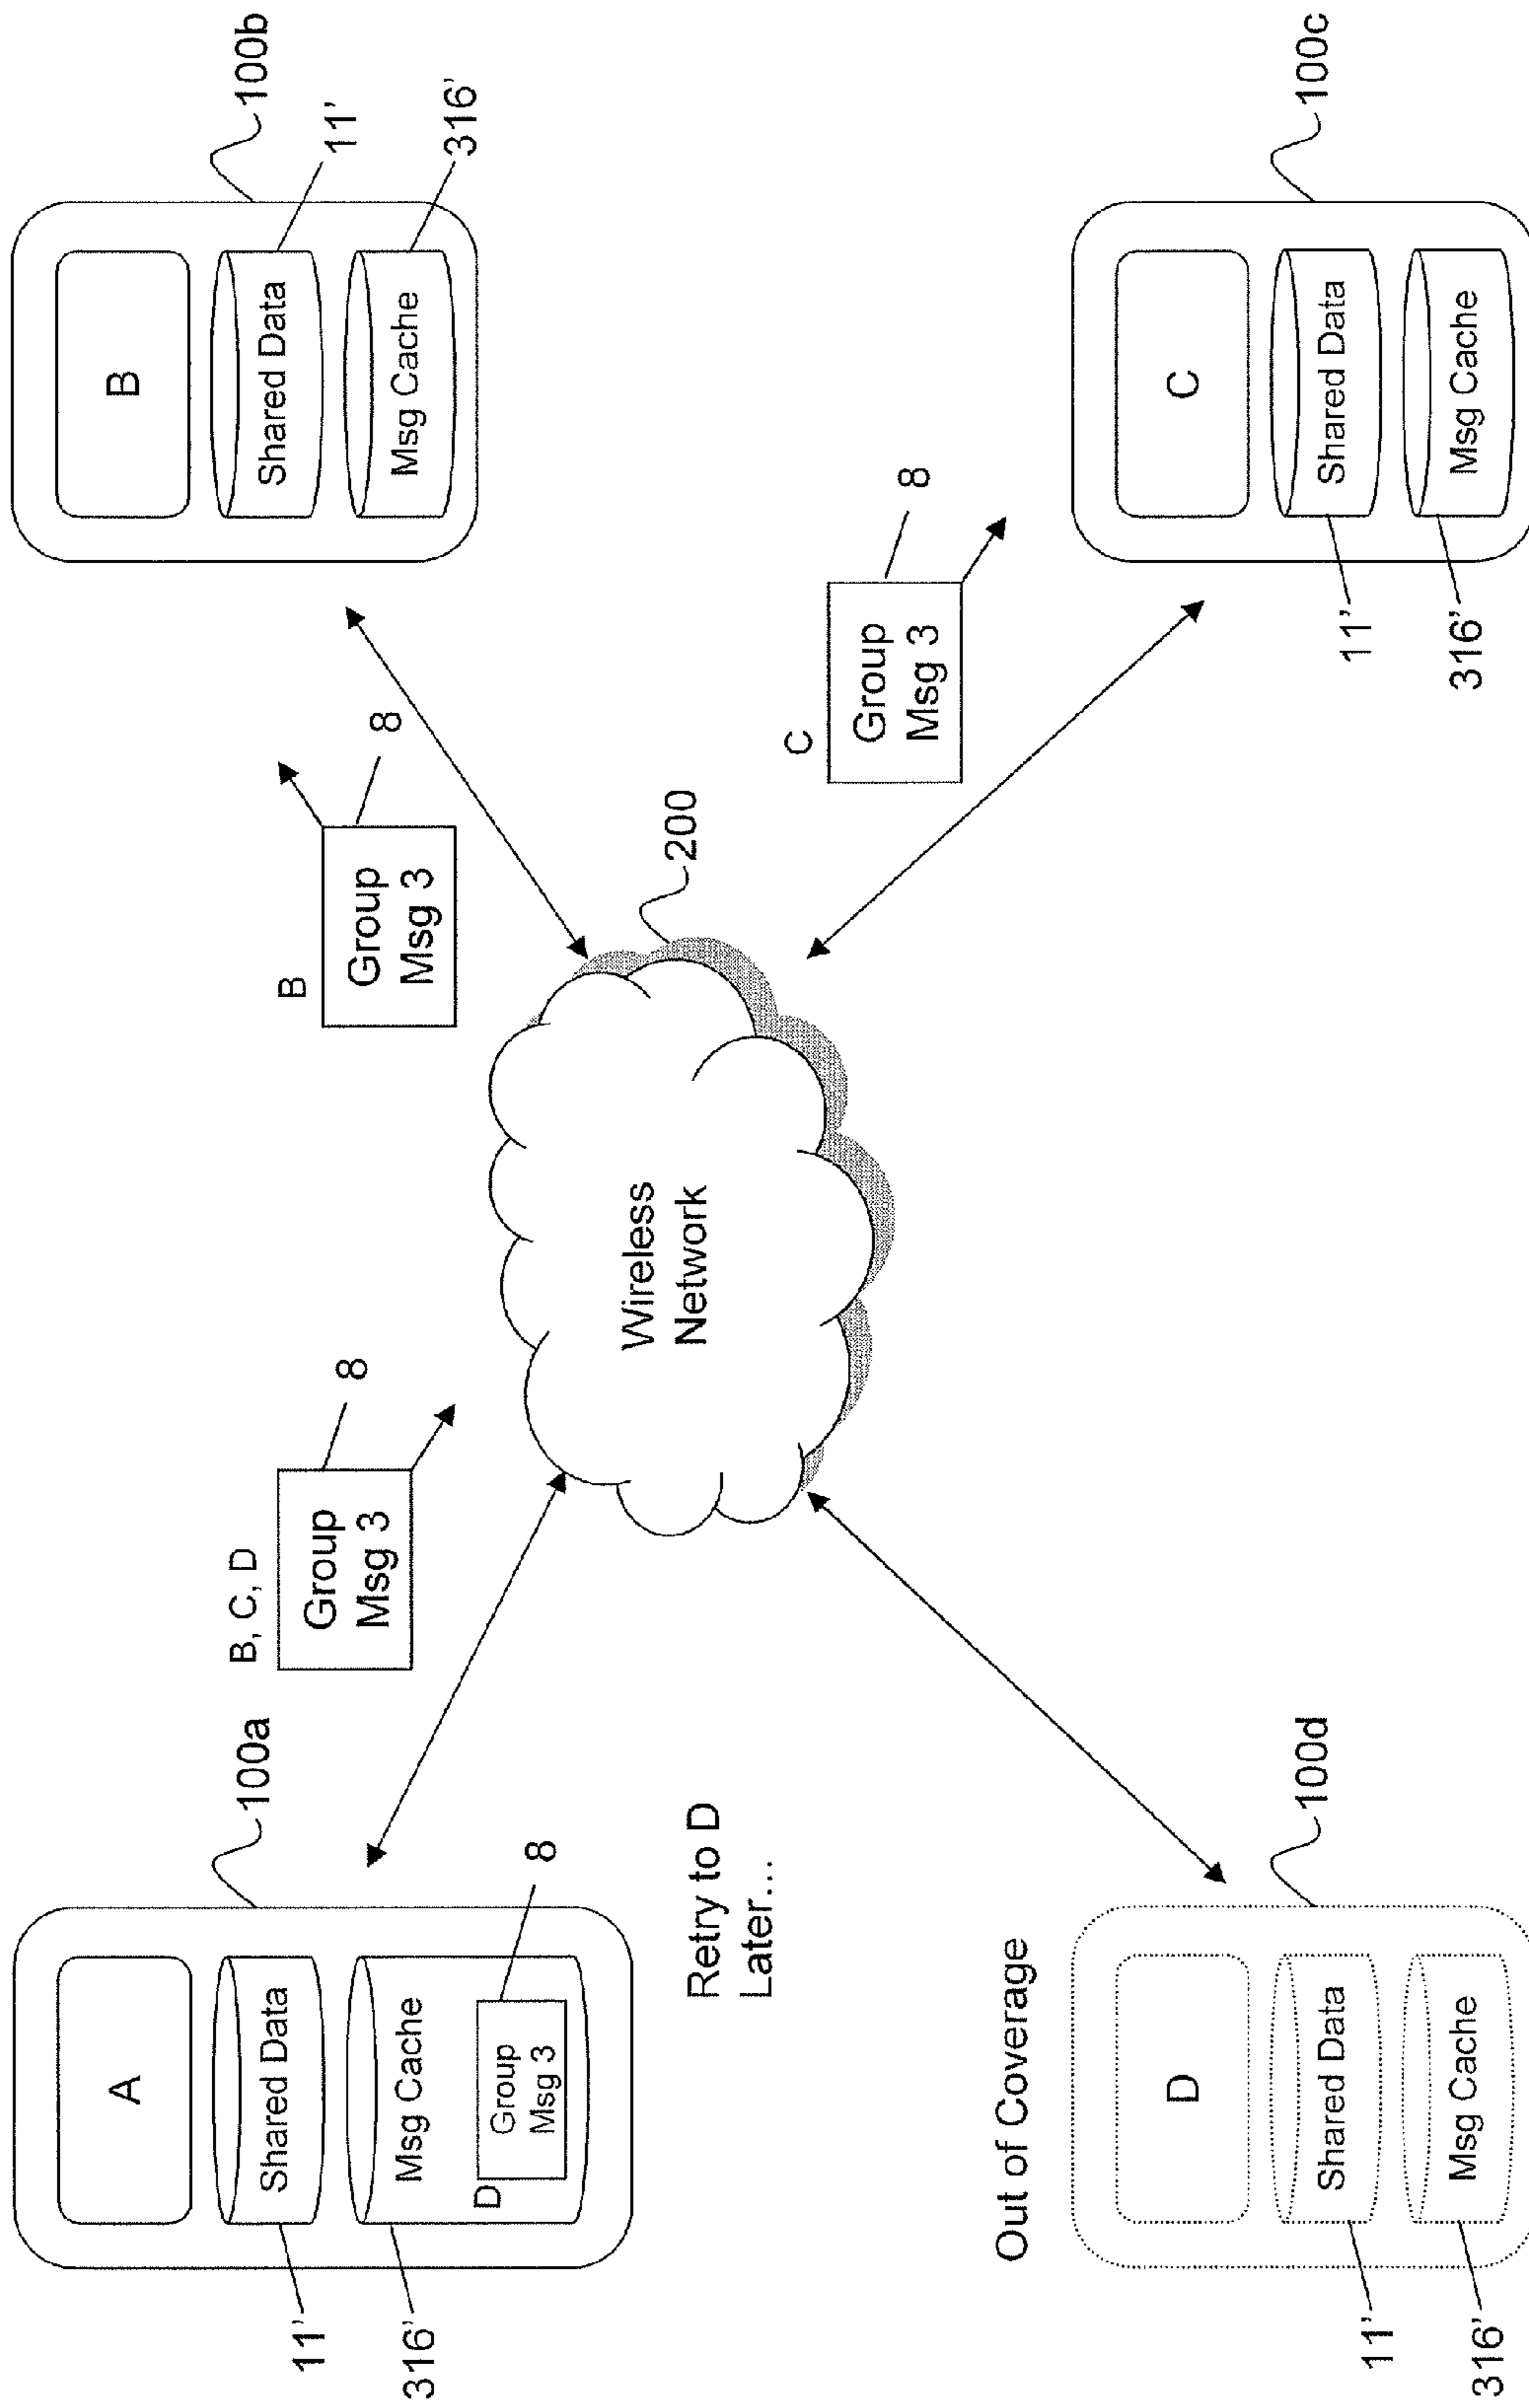 A
Shared Data
Msg Cache
D
Group
Msg 3
8
11'
316'
100a
B, C, D
Group
Msg 3
8
Retry to D
Later...
Wireless
Network
200
B
Group
Msg 3
8
B
Shared Data
Msg Cache
100b
11'
316'
Out of Coverage
D
Shared Data
Msg Cache
11'
316'
100d
C
Group
Msg 3
8
C
Shared Data
Msg Cache
11'
316'
100c